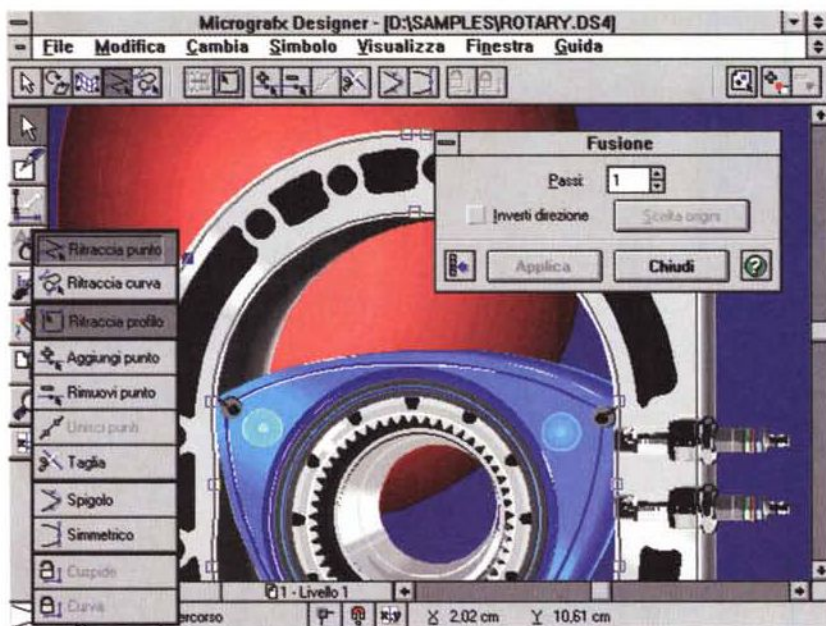 Micrografx Designer - [D:\SAMPLES\ROTARY.DS4]
File Modifica Cambia Simbolo Visualizza Finestra Guida
Fusione
Passi: 1
Inverti direzione Scelta origini
Applica Chiudi
Ritraccia punto
Ritraccia curva
Ritraccia profilo
Aggiungi punto
Rimuovi punto
Unisci punti
Taglia
Spigolo
Simmetrico
Cuspide
Curva
1 - Livello 1
ercorso x,y X 2.02 cm Y 10.61 cm